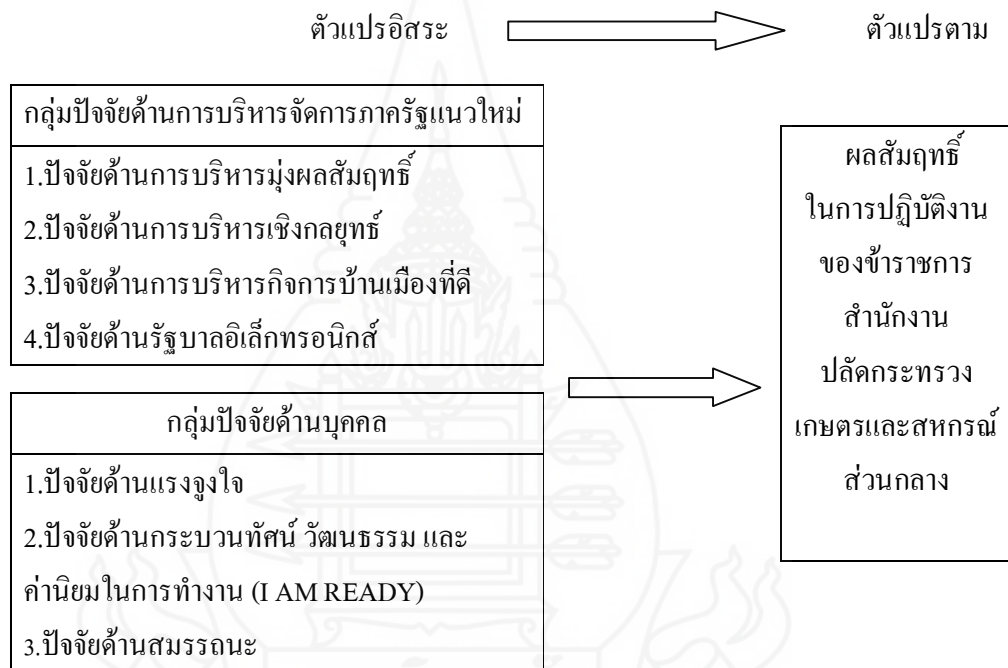 ตัวแปรอิสระ
ตัวแปรตาม
กลุ่มปัจจัยด้านการบริหารจัดการภาครัฐแนวใหม่
1.ปัจจัยด้านการบริหารมุ่งผลสัมฤทธิ์
2.ปัจจัยด้านการบริหารเชิงกลยุทธ์
3.ปัจจัยด้านการบริหารกิจการบ้านเมืองที่ดี
4.ปัจจัยด้านรัฐบาลอิเล็กทรอนิกส์
กลุ่มปัจจัยด้านบุคคล
1.ปัจจัยด้านแรงจูงใจ
2.ปัจจัยด้านกระบวนทัศน์ วัฒนธรรม และ
ค่านิยมในการทำงาน (I AM READY)
3.ปัจจัยด้านสมรรถนะ
ผลสัมฤทธิ์
ในการปฏิบัติงาน
ของข้าราชการ
สำนักงาน
ปลัดกระทรวง
เกษตรและสหกรณ์
ส่วนกลาง